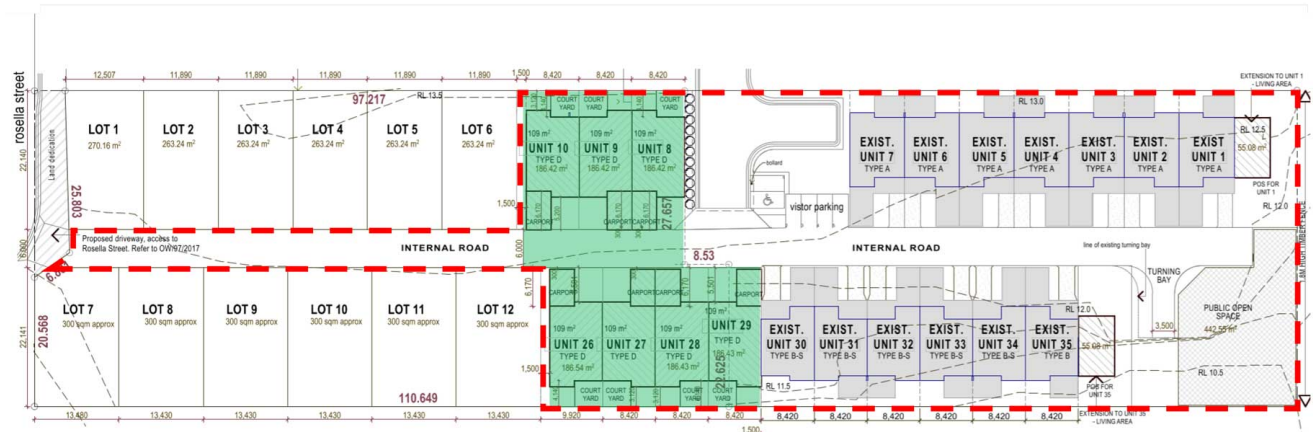 rosella street
Land dedication
12,507
11,890
11,890
11,890
11,890
11,890
1,500
8,420
8,420
8,420
97.217
RL 13.5
22,140
25.803
6,000
LOT 1
270.16 m²
LOT 2
263.24 m²
LOT 3
263.24 m²
LOT 4
263.24 m²
LOT 5
263.24 m²
LOT 6
263.24 m²
COURT YARD
COURT YARD
COURT YARD
109 m²
UNIT 10
TYPE D
186.42 m²
109 m²
UNIT 9
TYPE D
186.42 m²
109 m²
UNIT 8
TYPE D
186.42 m²
1,500
CARPORT
CARPORT
CARPORT
27.657
6,000
bollard
vistor parking
EXIST.
UNIT 7
TYPE A
EXIST.
UNIT 6
TYPE A
EXIST.
UNIT 5
TYPE A
EXIST.
UNIT 4
TYPE A
EXIST.
UNIT 3
TYPE A
EXIST.
UNIT 2
TYPE A
EXIST.
UNIT 1
TYPE A
RL 13.0
EXTENSION TO UNIT 1
- LIVING AREA
RL 12.5
55.08 m²
POS FOR
UNIT 1
RL 12.0
1.8M HIGH TIMBER FENCE
Proposed driveway, access to
Rosella Street. Refer to OW/97/2017
INTERNAL ROAD
8.53
INTERNAL ROAD
line of existing turning bay
TURNING
BAY
3,500
PUBLIC OPEN
SPACE
442.55 m²
RL 10.5
22,141
20.568
LOT 7
300 sqm approx
LOT 8
300 sqm approx
LOT 9
300 sqm approx
LOT 10
300 sqm approx
LOT 11
300 sqm approx
LOT 12
300 sqm approx
6,170
CARPORT
CARPORT
CARPORT
CARPORT
6,170
5,501
109 m²
UNIT 26
TYPE D
186.54 m²
109 m²
UNIT 27
TYPE D
109 m²
UNIT 28
TYPE D
186.43 m²
109 m²
UNIT 29
TYPE D
186.43 m²
22.625
1,500
COURT
YARD
COURT
YARD
COURT
YARD
COURT
YARD
RL 11.5
EXIST.
UNIT 30
TYPE B-S
EXIST.
UNIT 31
TYPE B-S
EXIST.
UNIT 32
TYPE B-S
EXIST.
UNIT 33
TYPE B-S
EXIST.
UNIT 34
TYPE B-S
EXIST.
UNIT 35
TYPE B
RL 12.0
55.08 m²
POS FOR
UNIT 35
EXTENSION TO UNIT 35
- LIVING AREA
110.649
13,480
13,430
13,430
13,430
13,430
13,430
9,920
8,420
8,420
8,420
8,420
8,420
8,420
8,420
8,420
8,420
1,500